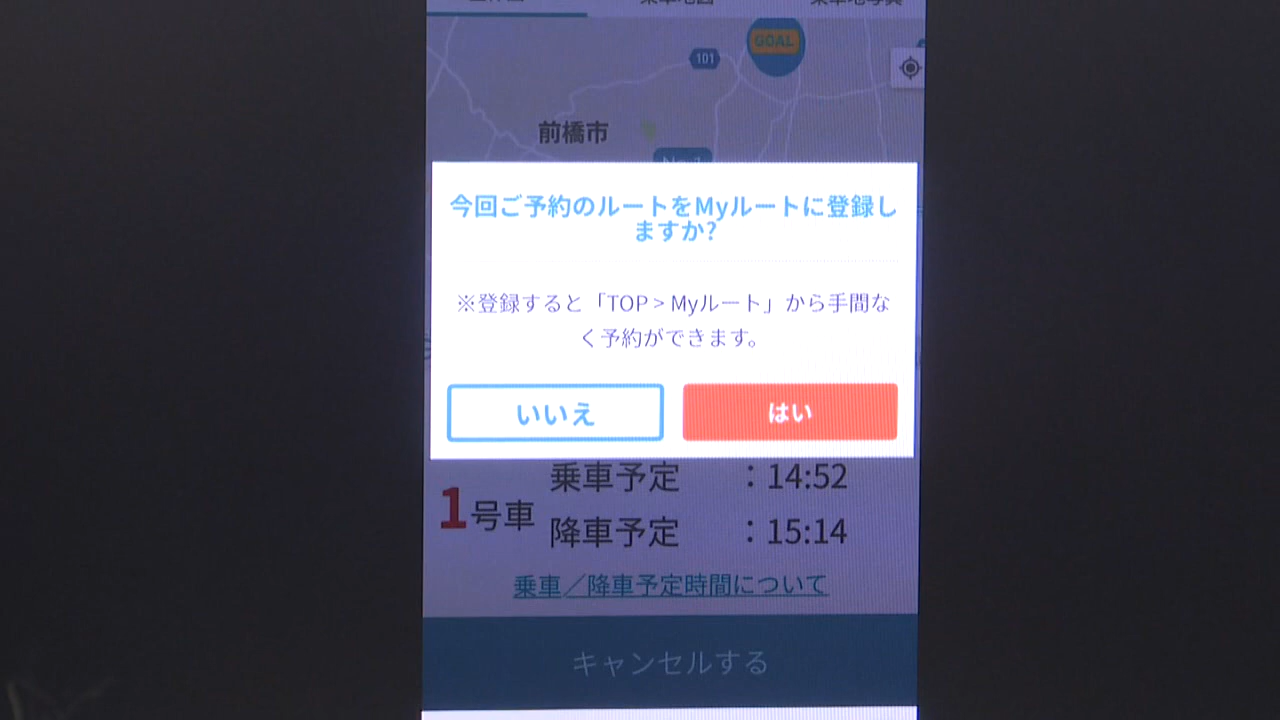 GOAL
101
前橋市
今回ご予約のルートをMyルートに登録し
ますか?
※登録すると「TOP > Myルート」から手間な
く予約ができます。
いいえ
はい
1号車
乗車予定 : 14:52
降車予定 : 15:14
乗車／降車予定時間について
キャンセルする